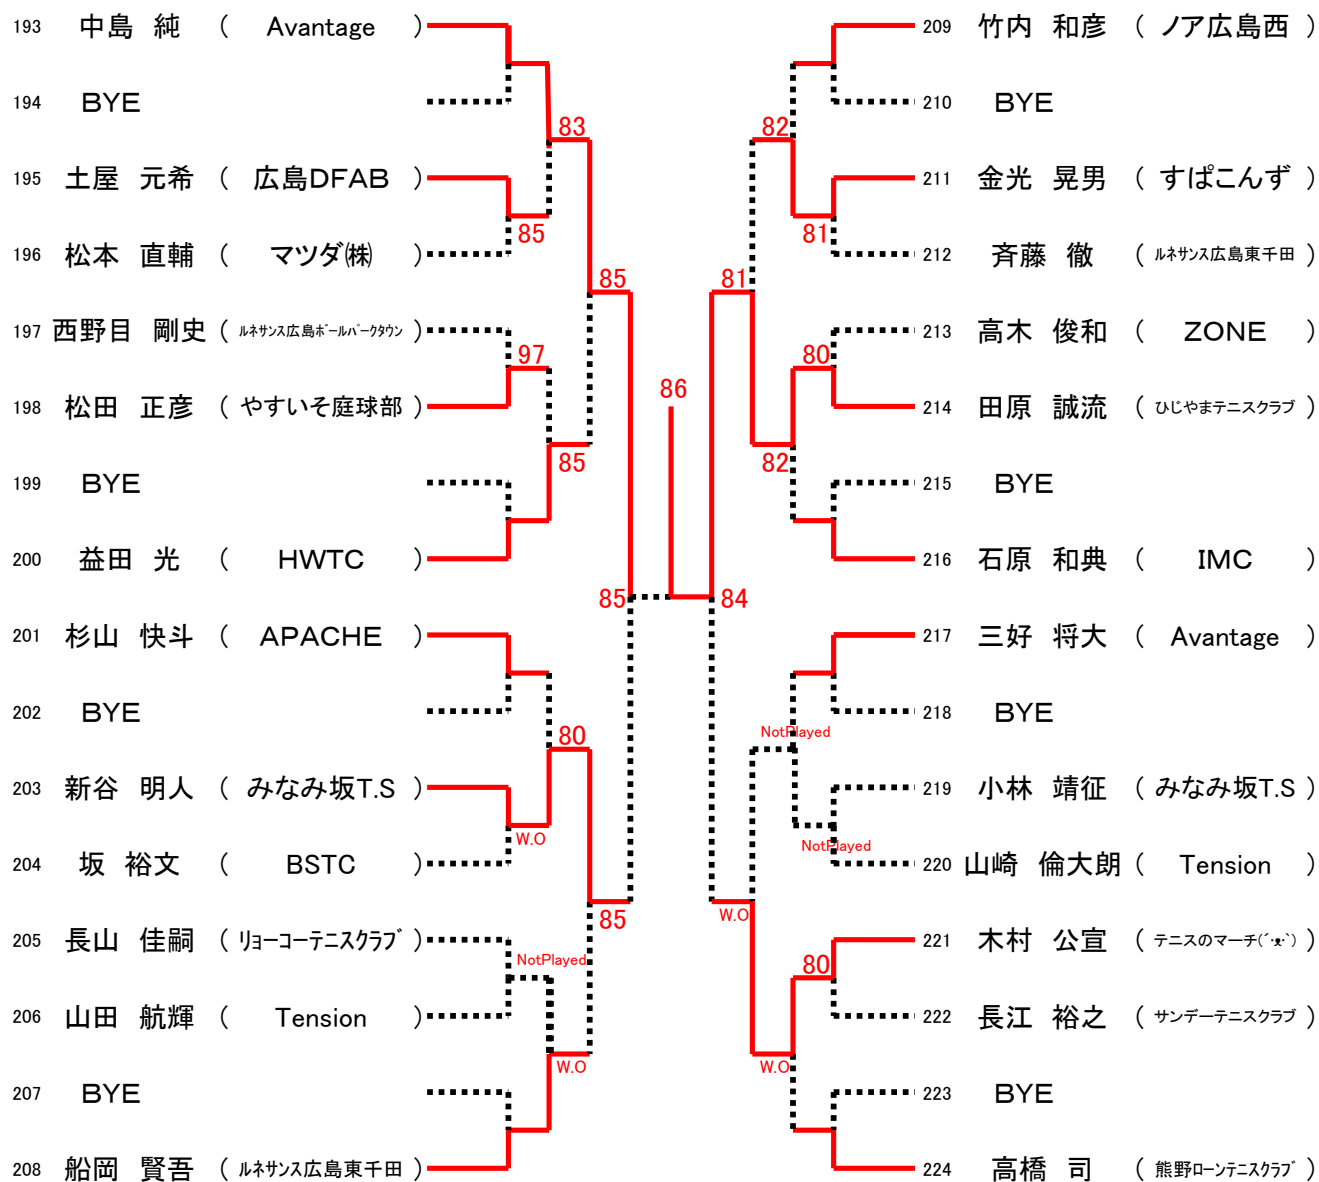 193 中島 純 ( Avantage )
194 BYE
83
195 土屋 元希 ( 広島DFAB )
85
196 松本 直輔 ( マツダ㈱ )
85
197 西野目 剛史 ( ﾙﾈｻﾝｽ広島ﾎﾞｰﾙﾊﾟｰｸﾀｳﾝ )
97
198 松田 正彦 ( やすいそ庭球部 )
85
199 BYE
200 益田 光 ( HWTC )
85
201 杉山 快斗 ( APACHE )
202 BYE
80
203 新谷 明人 ( みなみ坂T.S )
W.O
204 坂 裕文 ( BSTC )
85
205 長山 佳嗣 ( ﾘｮｰｺｰﾃﾆｽｸﾗﾌﾞ )
NotPlayed
206 山田 航輝 ( Tension )
W.O
207 BYE
208 船岡 賢吾 ( ﾙﾈｻﾝｽ広島東千田 )
86
209 竹内 和彦 ( ノア広島西 )
210 BYE
82
211 金光 晃男 ( すぱこんず )
81
212 斉藤 徹 ( ﾙﾈｻﾝｽ広島東千田 )
81
213 高木 俊和 ( ZONE )
80
214 田原 誠流 ( ひじやまテニスクラブ )
82
215 BYE
216 石原 和典 ( IMC )
84
217 三好 将大 ( Avantage )
218 BYE
NotPlayed
219 小林 靖征 ( みなみ坂T.S )
NotPlayed
220 山崎 倫大朗 ( Tension )
W.O
221 木村 公宣 ( テニスのマーチ(´･ᴥ･`) )
80
222 長江 裕之 ( サンデーテニスクラブ )
W.O
223 BYE
224 高橋 司 ( 熊野ﾛｰﾝﾃﾆｽｸﾗﾌﾞ )